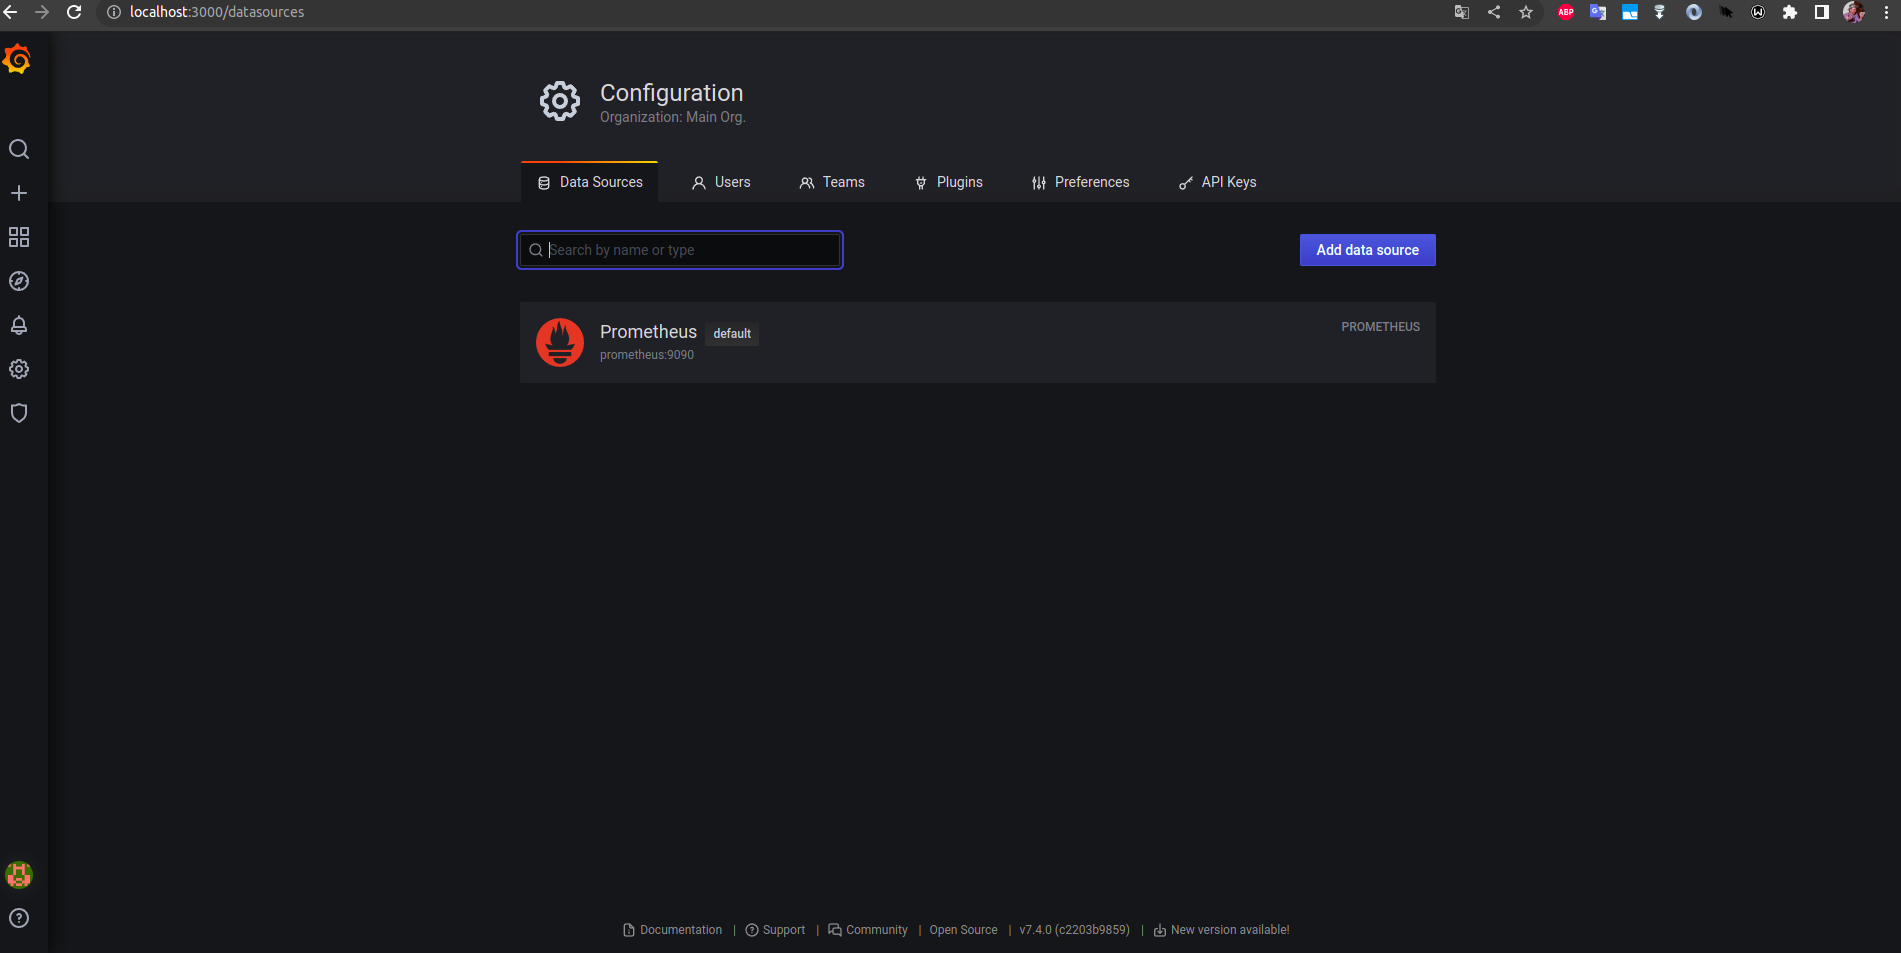 localhost:3000/datasources
ABP
Configuration
Organization: Main Org.
Data Sources Users Teams Plugins Preferences API Keys
Search by name or type Add data source
Prometheus default PROMETHEUS
prometheus:9090
Documentation | Support | Community | Open Source | v7.4.0 (c2203b9859) | New version available!